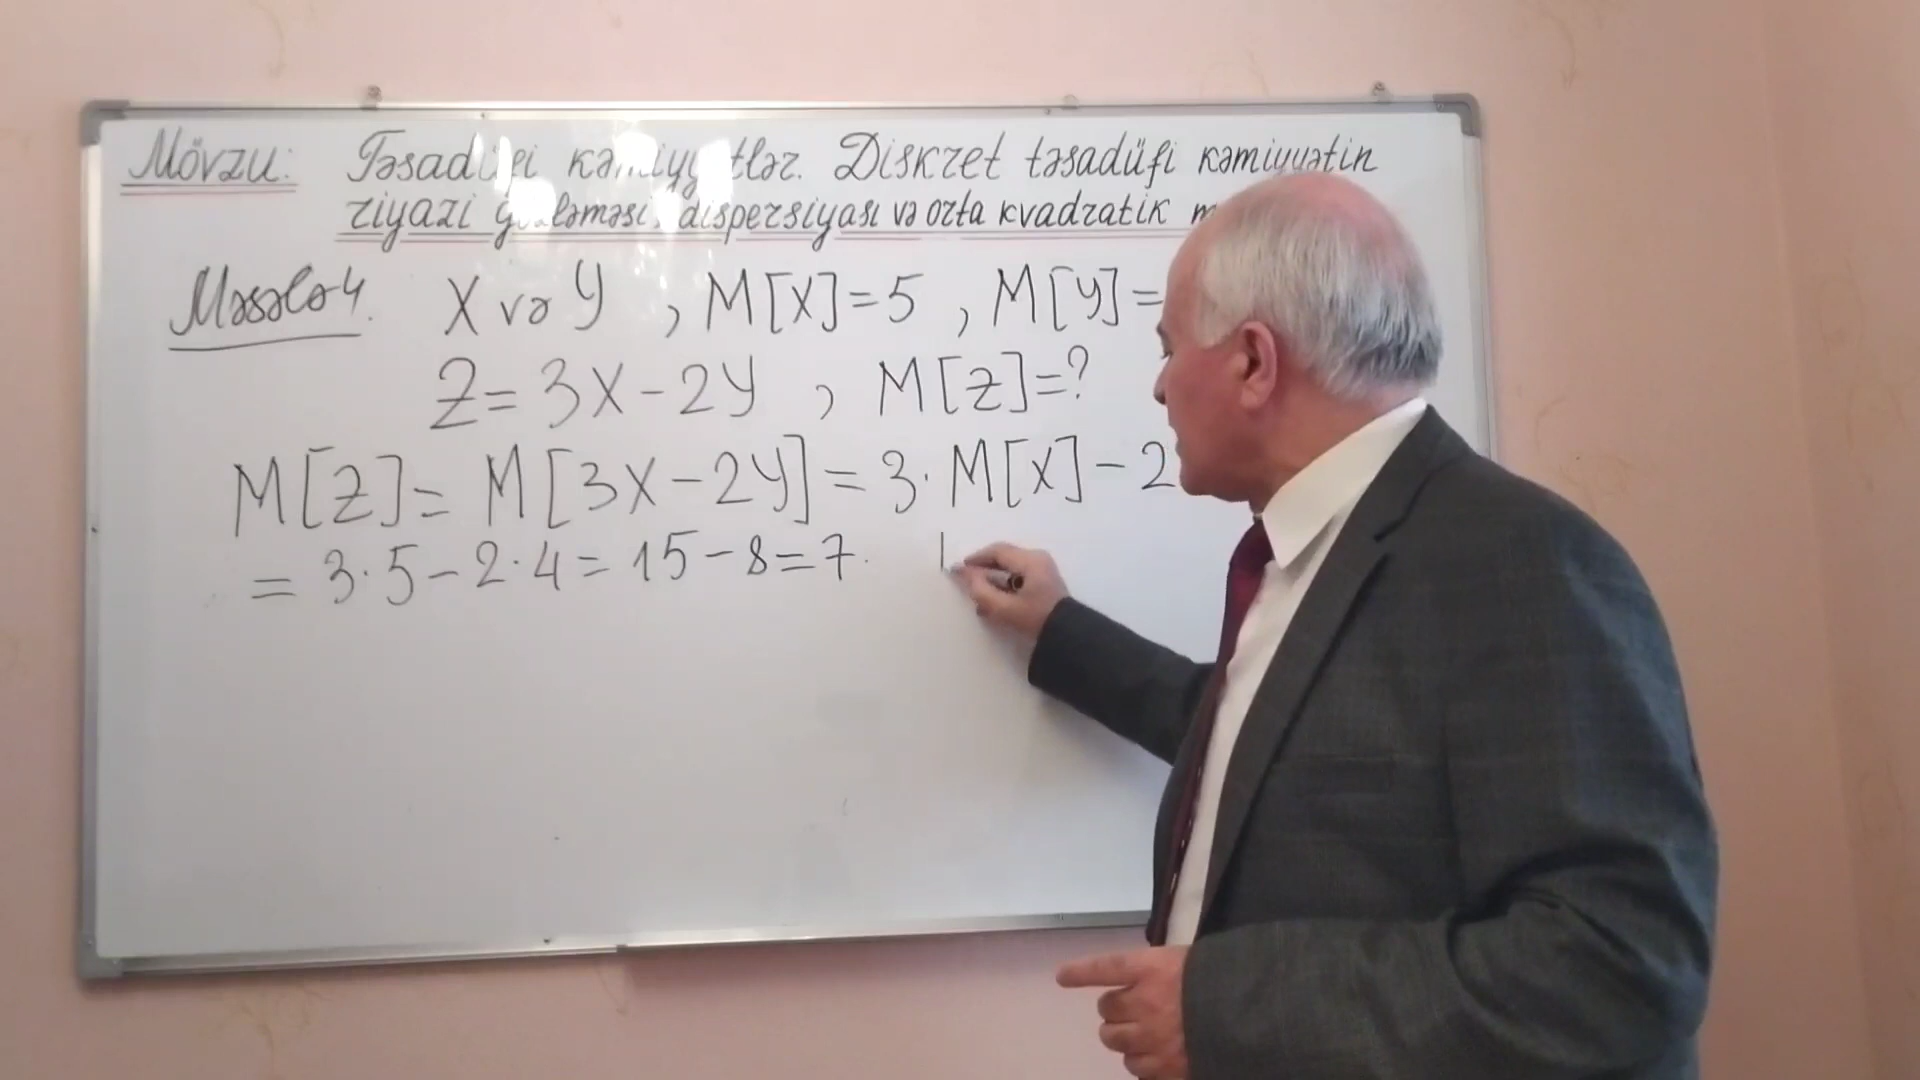 Mövzu: Təsadüfi kəmiyyətlər. Diskret təsadüfi kəmiyyətin
riyazi gözləməsi, dispersiyası və orta kvadratik
Məsələ 4. X və Y , M[X]=5 , M[Y]=
Z=3X-2Y , M[Z]=?
M[Z]=M[3X-2Y]=3·M[X]-2
=3·5-2·4=15-8=7.